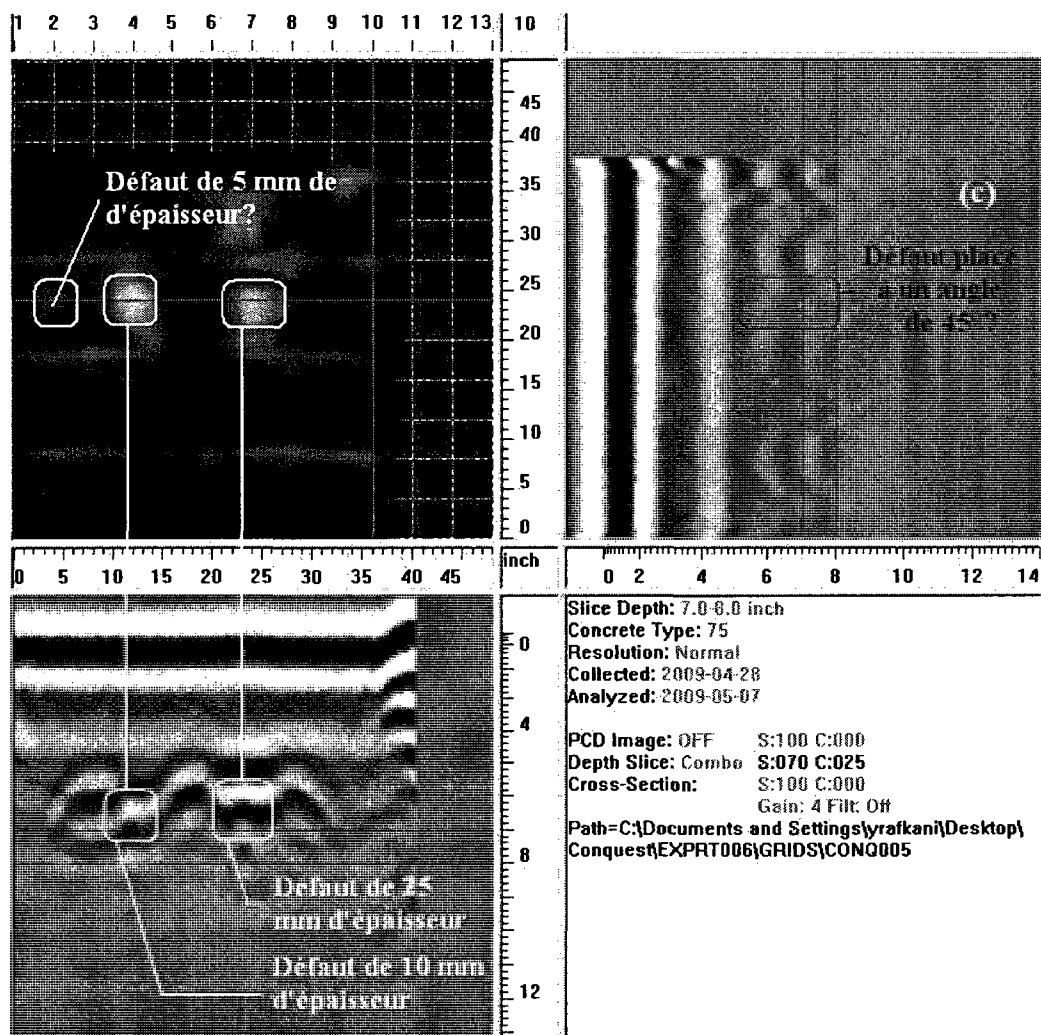 1 2 3 4 5 6 7 8 9 10 11 12 13
10
45
40
35
30
25
20
15
10
5
0
Défaut de 5 mm de
d'épaisseur?
(c)
Défaut placé
à un angle
de 45°?
inch
0 5 10 15 20 25 30 35 40 45
0 2 4 6 8 10 12 14
0
4
8
12
Défaut de 25
mm d'épaisseur
Défaut de 10 mm
d'épaisseur
Slice Depth: 7.0-8.0 inch
Concrete Type: 75
Resolution: Normal
Collected: 2009-04-28
Analyzed: 2009-05-07
PCD Image: OFF S:100 C:000
Depth Slice: Combo S:070 C:025
Cross-Section: S:100 C:000
Gain: 4 Filt: Off
Path=C:\Documents and Settings\yrafkani\Desktop\
Conquest\EXPRT006\GRIDS\CONQ005